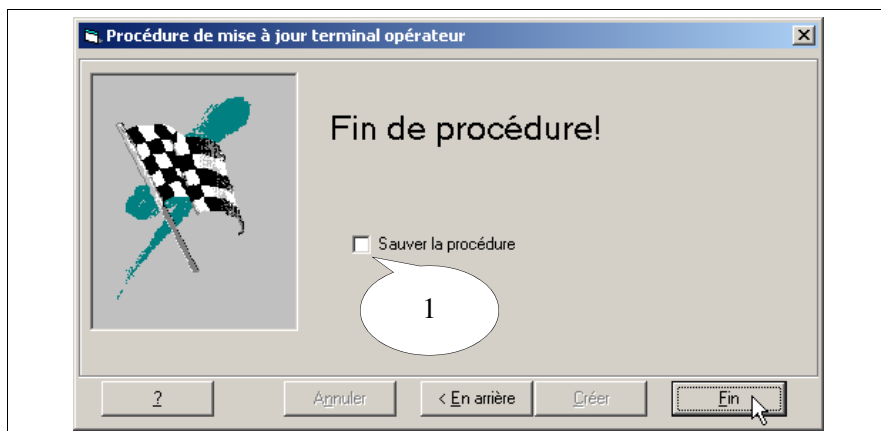 Procédure de mise à jour terminal opérateur
Fin de procédure!
Sauver la procédure
1
?
Annuler
< En arrière
Créer
Fin